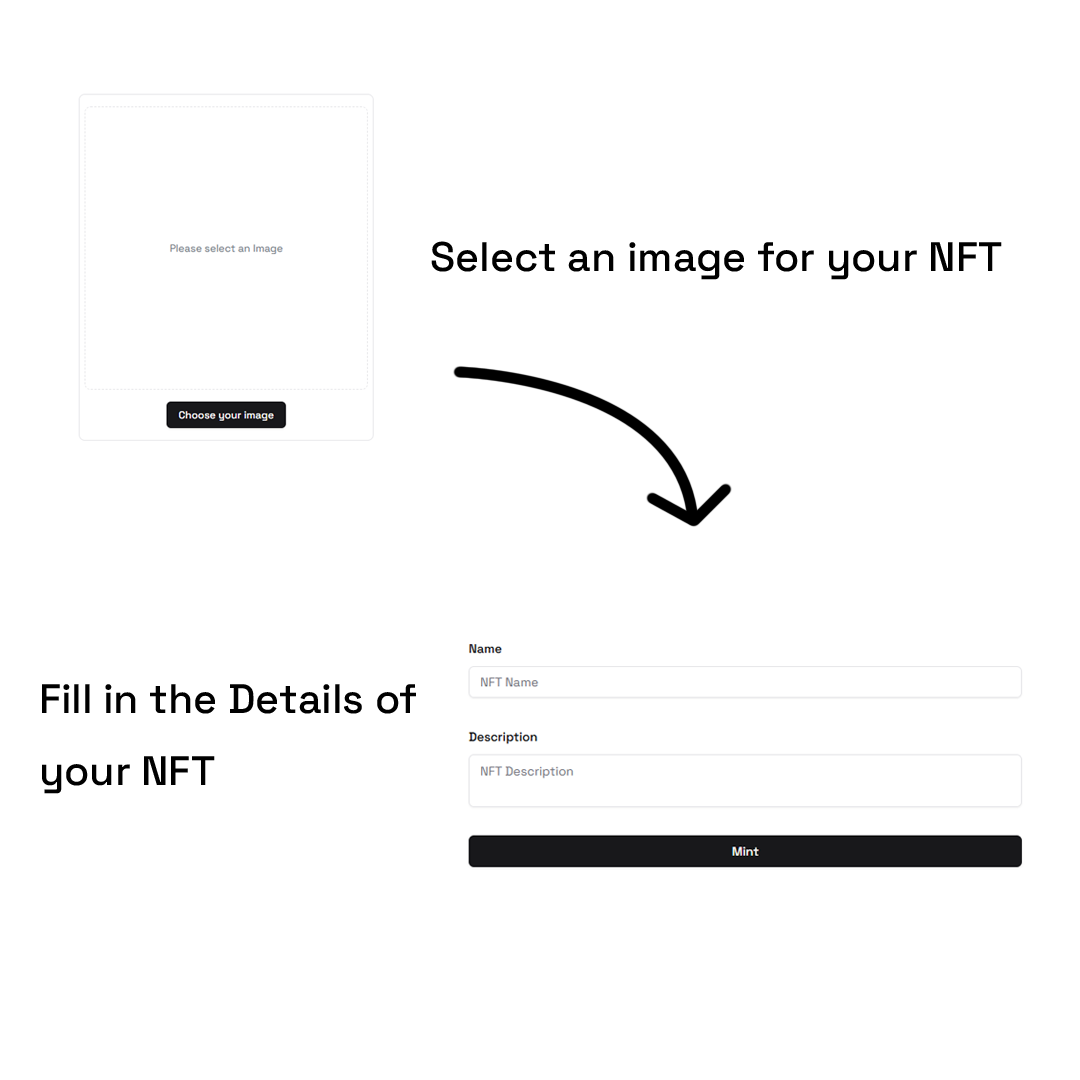 Please select an Image
Choose your image
Select an image for your NFT
Fill in the Details of
your NFT
Name
NFT Name
Description
NFT Description
Mint